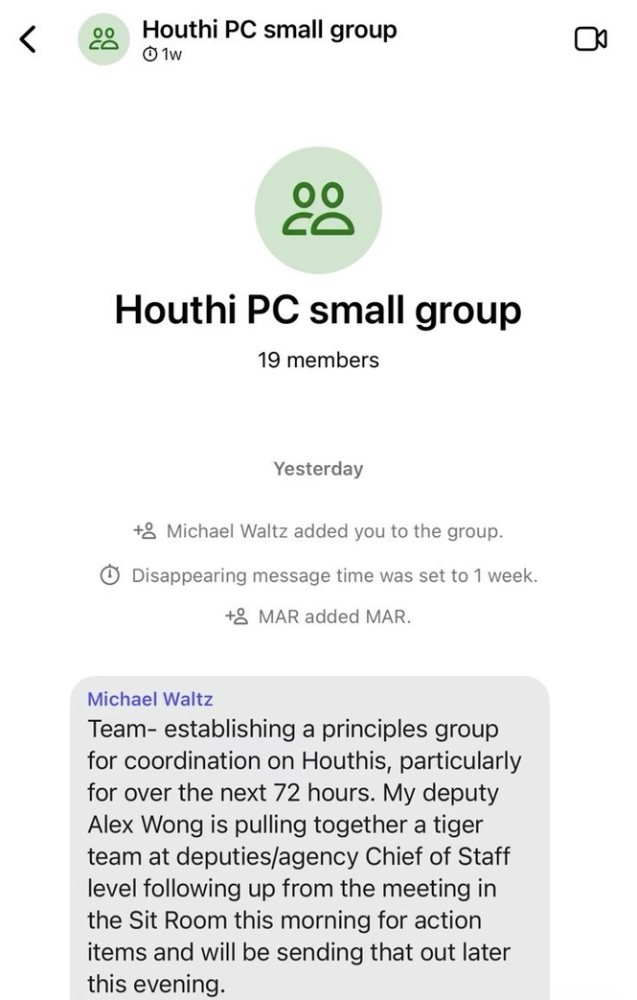 Houthi PC small group
1w
Houthi PC small group
19 members
Yesterday
Michael Waltz added you to the group.
Disappearing message time was set to 1 week.
MAR added MAR.
Michael Waltz
Team- establishing a principles group
for coordination on Houthis, particularly
for over the next 72 hours. My deputy
Alex Wong is pulling together a tiger
team at deputies/agency Chief of Staff
level following up from the meeting in
the Sit Room this morning for action
items and will be sending that out later
this evening.